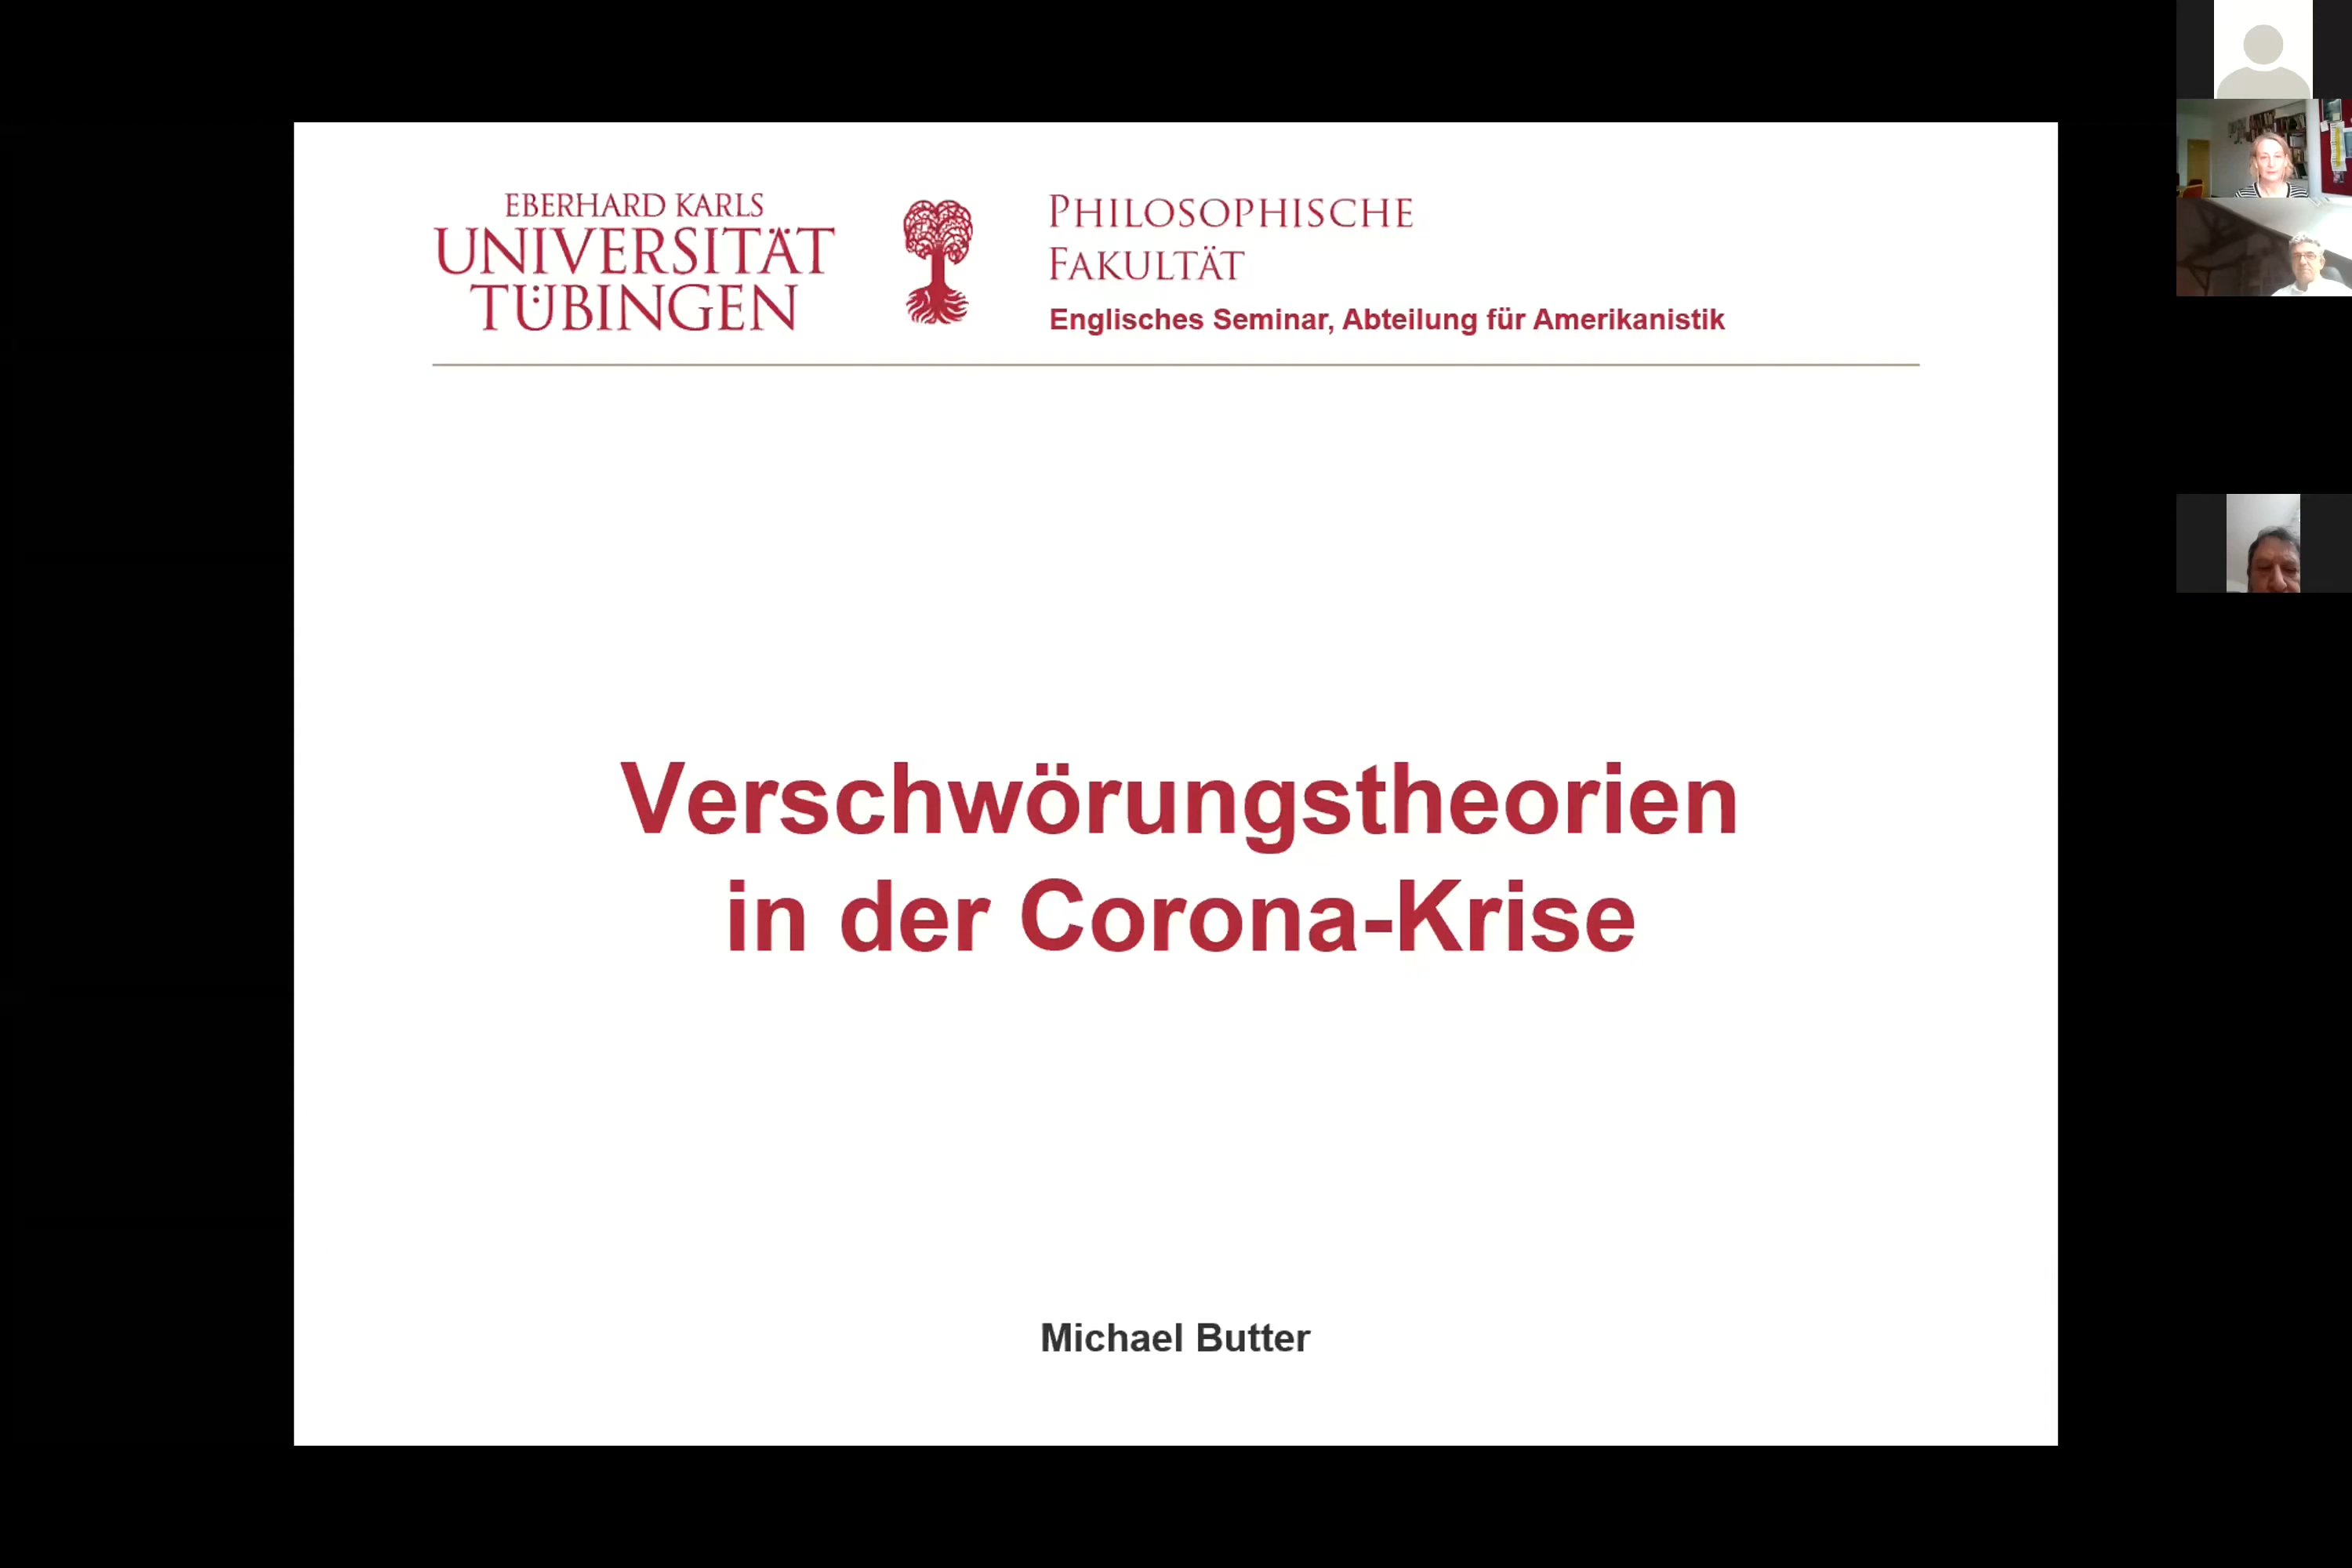 EBERHARD KARLS
UNIVERSITÄT
TÜBINGEN
PHILOSOPHISCHE
FAKULTÄT
Englisches Seminar, Abteilung für Amerikanistik
Verschwörungstheorien
in der Corona-Krise
Michael Butter